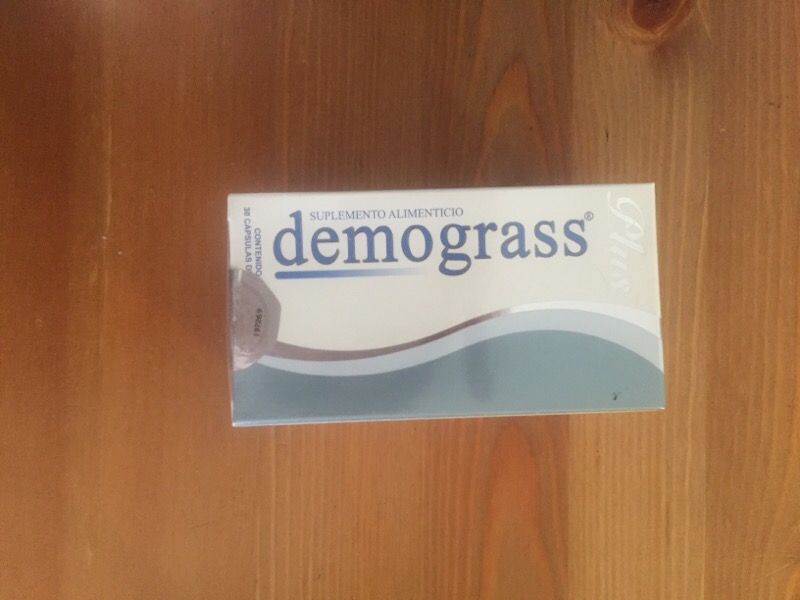 SUPLEMENTO ALIMENTICIO
demograss®
Plus
CONTENIDO
30 CAPSULAS D